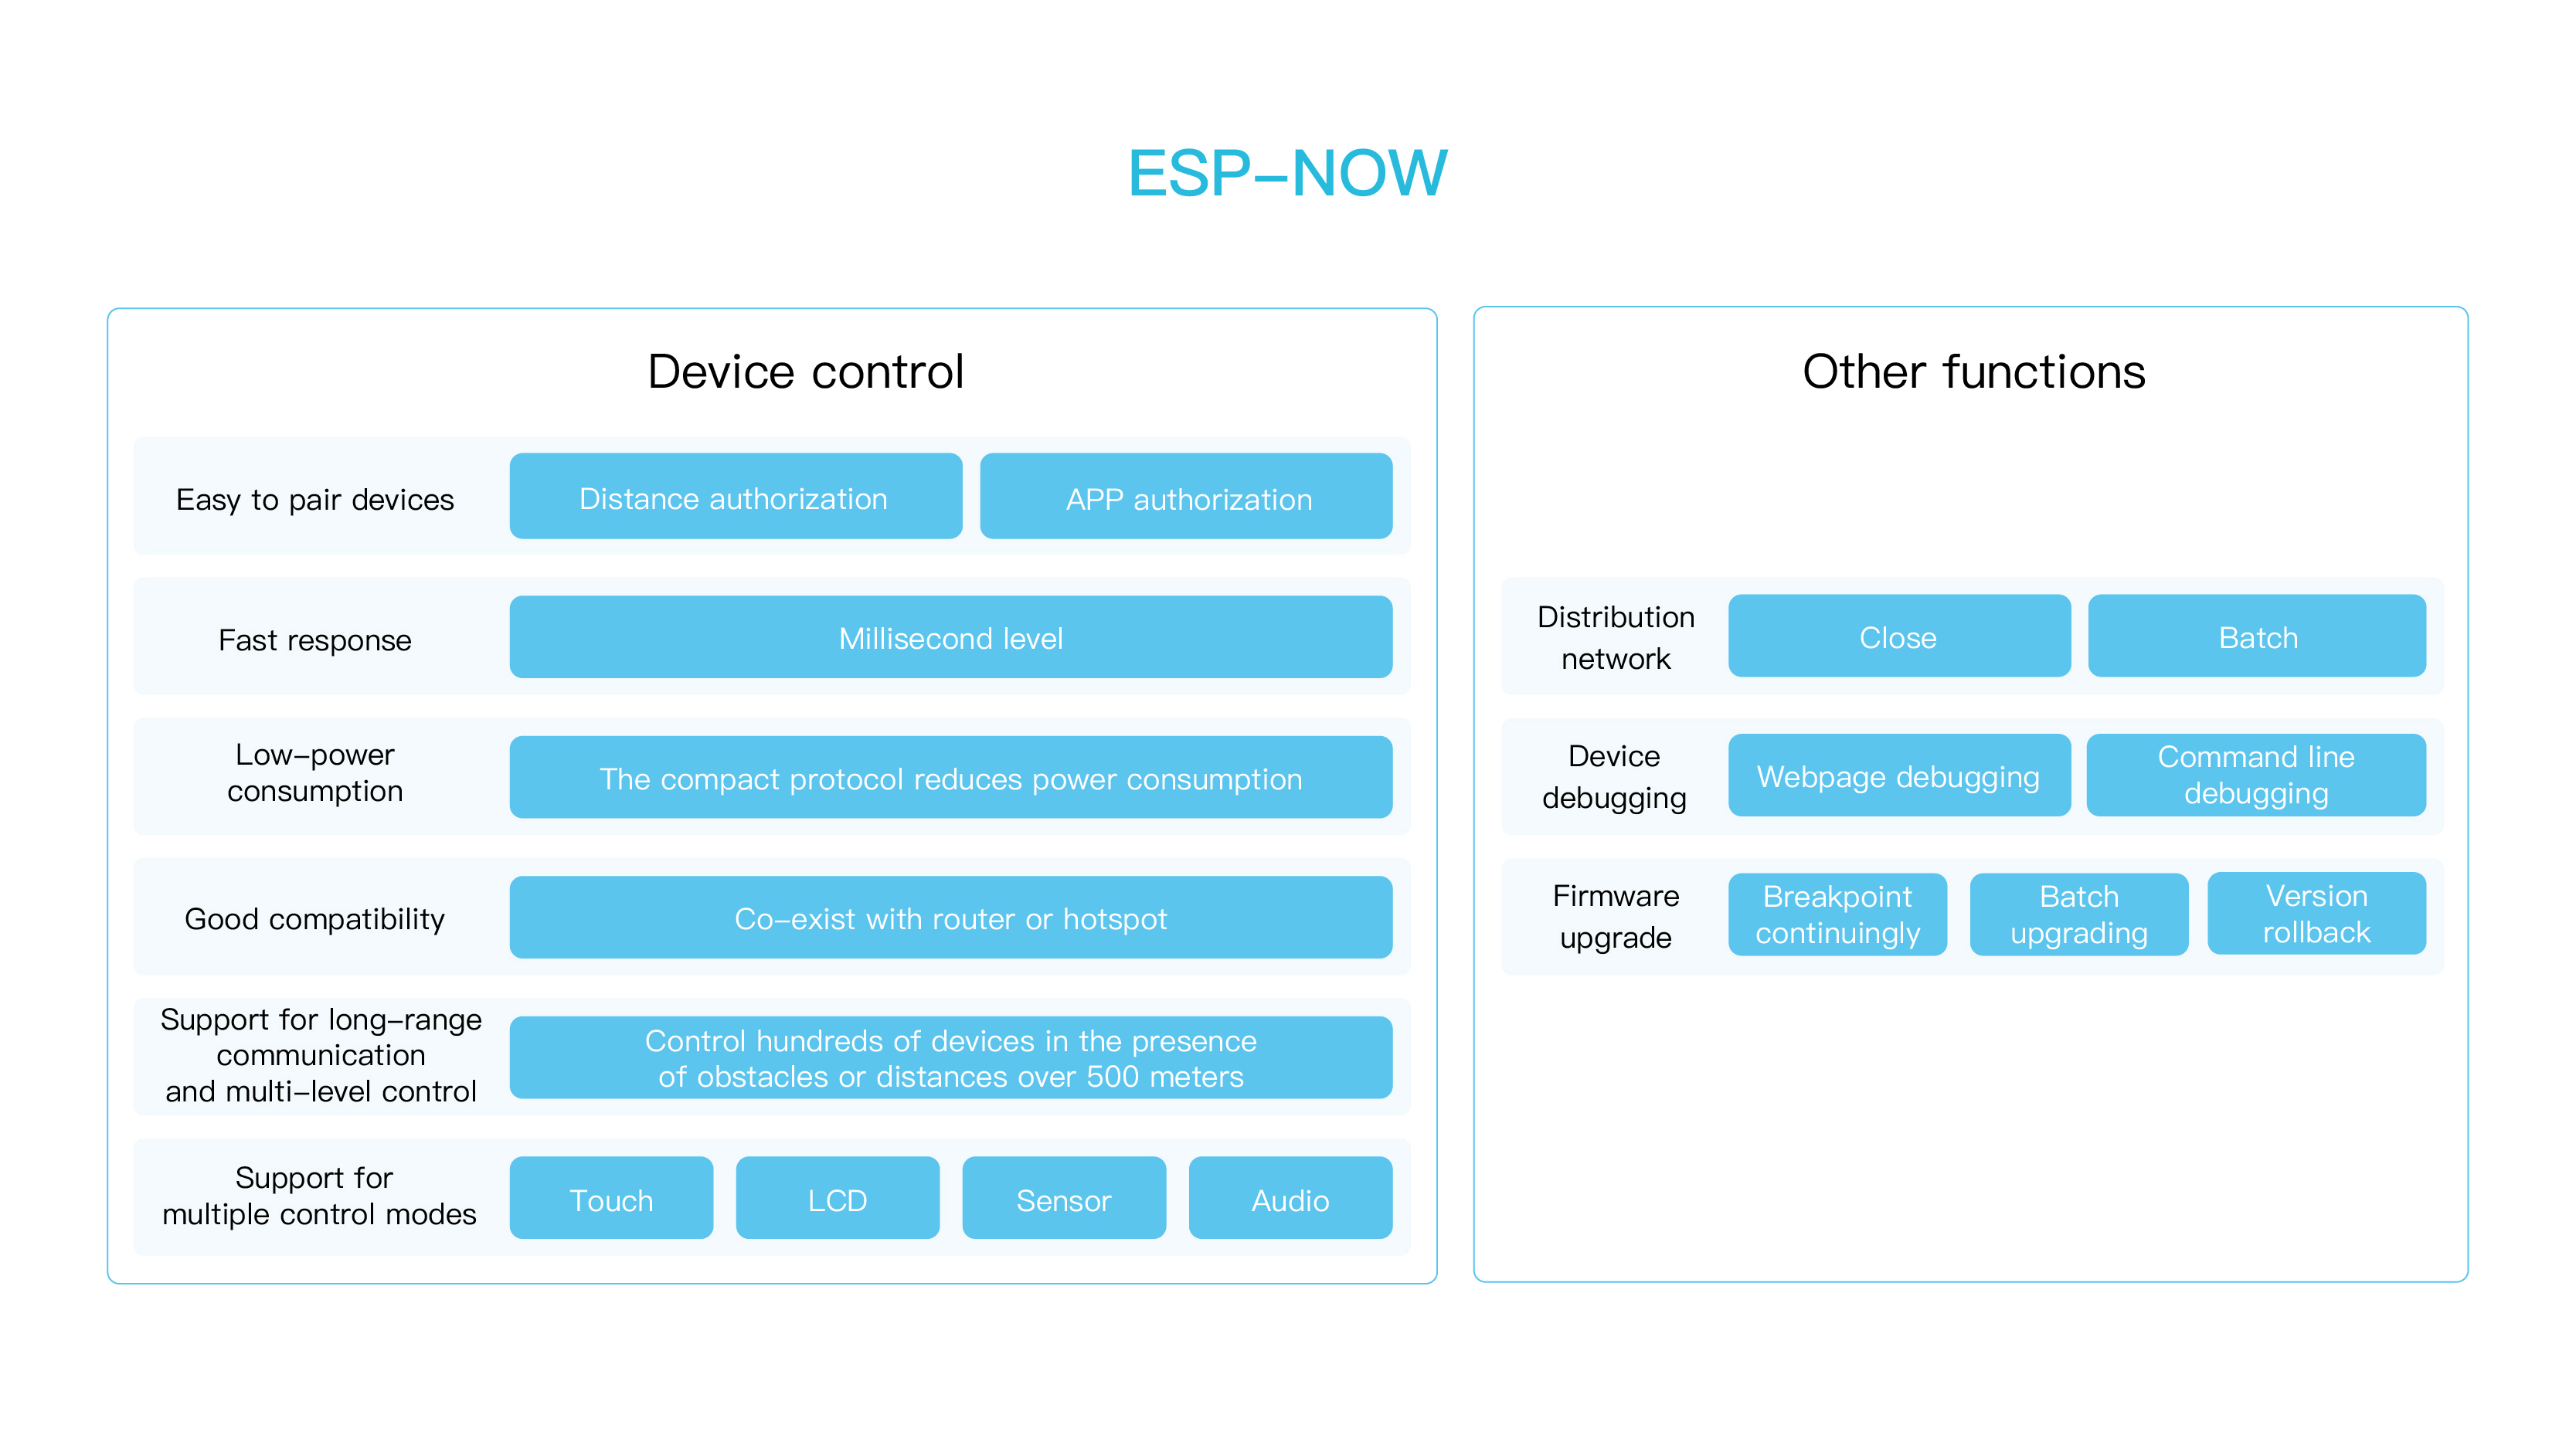 ESP–NOW
Device control
Easy to pair devices
Distance authorization
APP authorization
Fast response
Millisecond level
Low–power
consumption
The compact protocol reduces power consumption
Good compatibility
Co–exist with router or hotspot
Support for long–range
communication
and multi–level control
Control hundreds of devices in the presence
of obstacles or distances over 500 meters
Support for
multiple control modes
Touch
LCD
Sensor
Audio
Other functions
Distribution
network
Close
Batch
Device
debugging
Webpage debugging
Command line
debugging
Firmware
upgrade
Breakpoint
continuingly
Batch
upgrading
Version
rollback